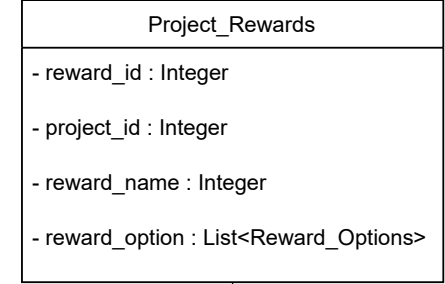 Project_Rewards
- reward_id : Integer
- project_id : Integer
- reward_name : Integer
- reward_option : List<Reward_Options>